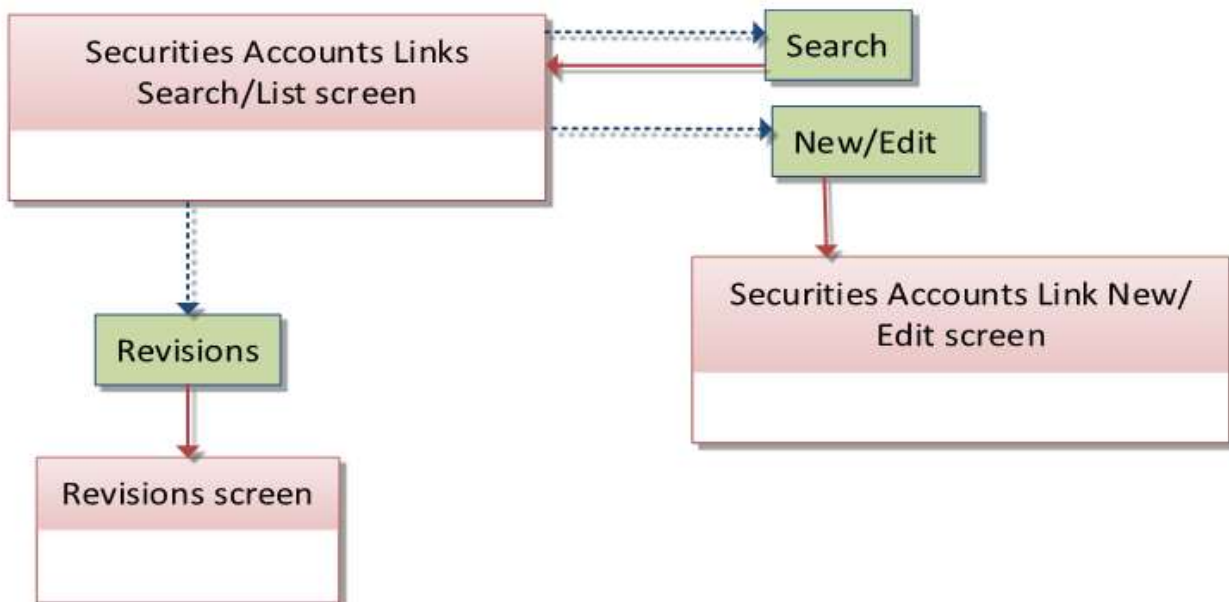 Securities Accounts Links
Search/List screen
Search
New/Edit
Securities Accounts Link New/
Edit screen
Revisions
Revisions screen